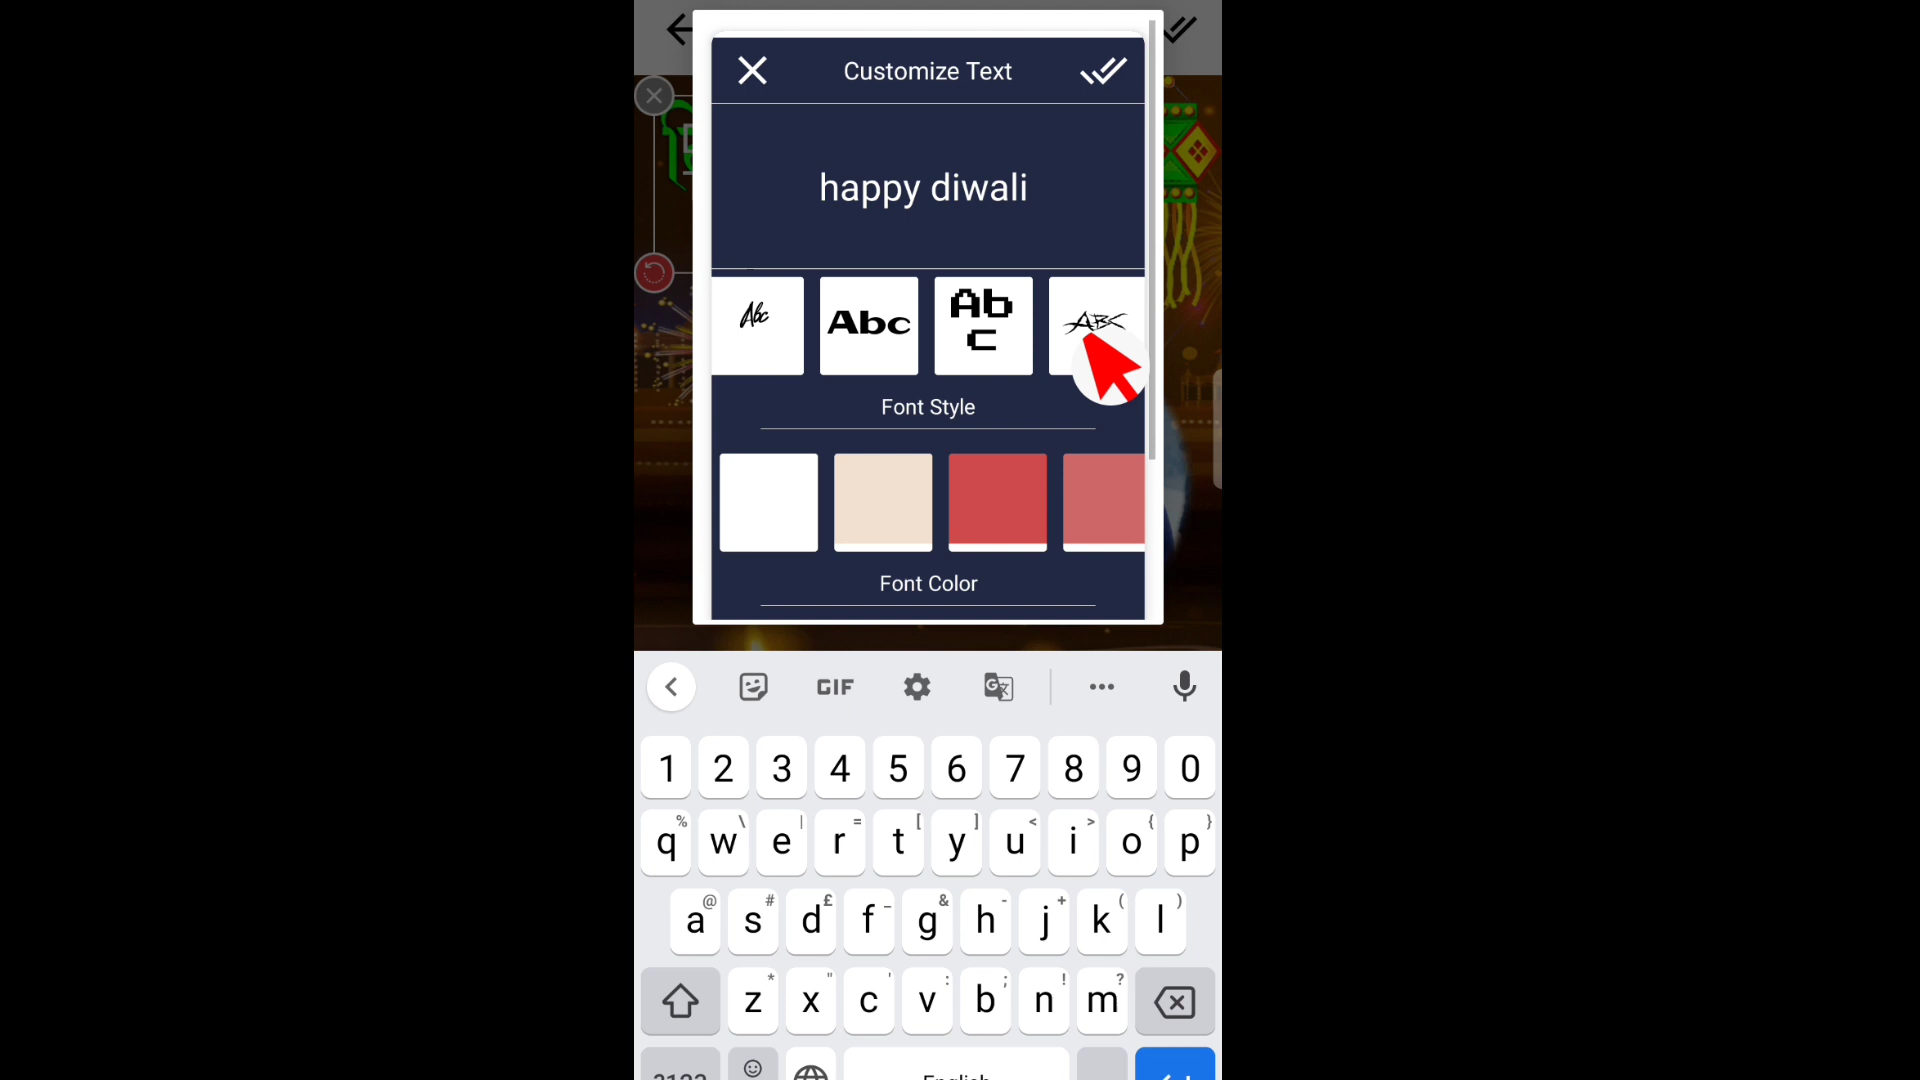 Customize Text
happy diwali
Abc
Abc
Ab
c
ABC
Font Style
Font Color
GIF
G
1 2 3 4 5 6 7 8 9 0
% \ | = [ ] < > { }
q w e r t y u i o p
@ # £ _ & - + ( )
a s d f g h j k l
* " ' : ; ! ?
z x c v b n m
English